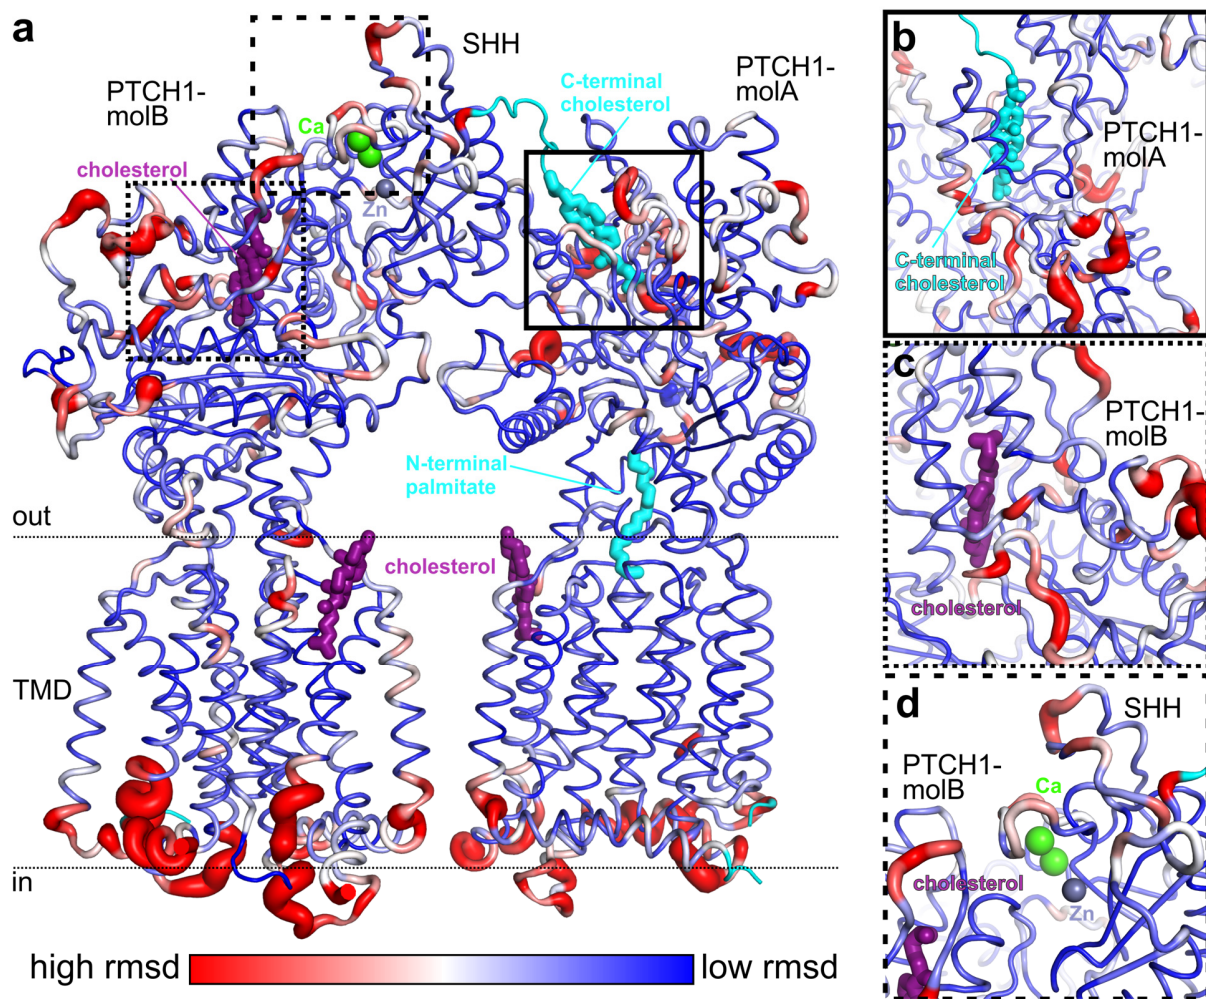 a
PTCH1-
molB
SHH
PTCH1-
molA
C-terminal
cholesterol
Ca
cholesterol
Zn
N-terminal
palmitate
out
cholesterol
TMD
in
high rmsd
low rmsd
b
PTCH1-
molA
C-terminal
cholesterol
c
PTCH1-
molB
cholesterol
d
SHH
PTCH1-
molB
Ca
cholesterol
Zn